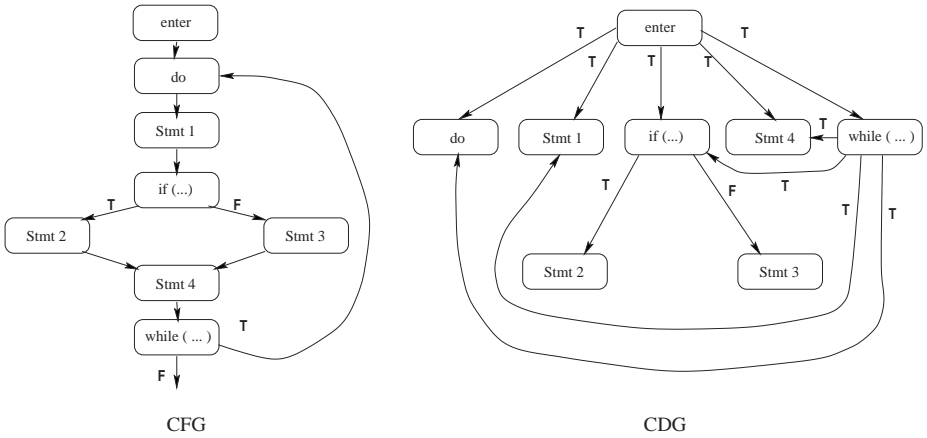 enter
do
Stmt 1
if (...)
T
F
Stmt 2
Stmt 3
Stmt 4
while ( ... )
T
F
CFG
enter
T
T
T
T
T
do
Stmt 1
if (...)
Stmt 4
T
while ( ... )
T
T
F
T
T
Stmt 2
Stmt 3
CDG